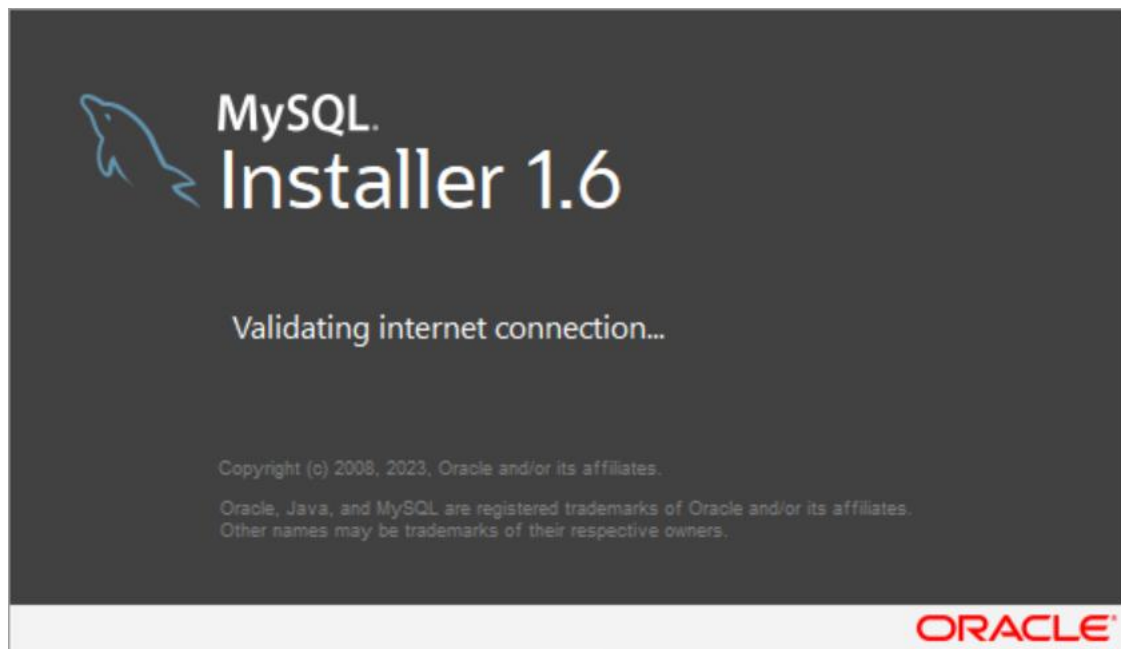 MySQL.
Installer 1.6
Validating internet connection...
Copyright (c) 2008, 2023, Oracle and/or its affiliates.
Oracle, Java, and MySQL are registered trademarks of Oracle and/or its affiliates.
Other names may be trademarks of their respective owners.
ORACLE